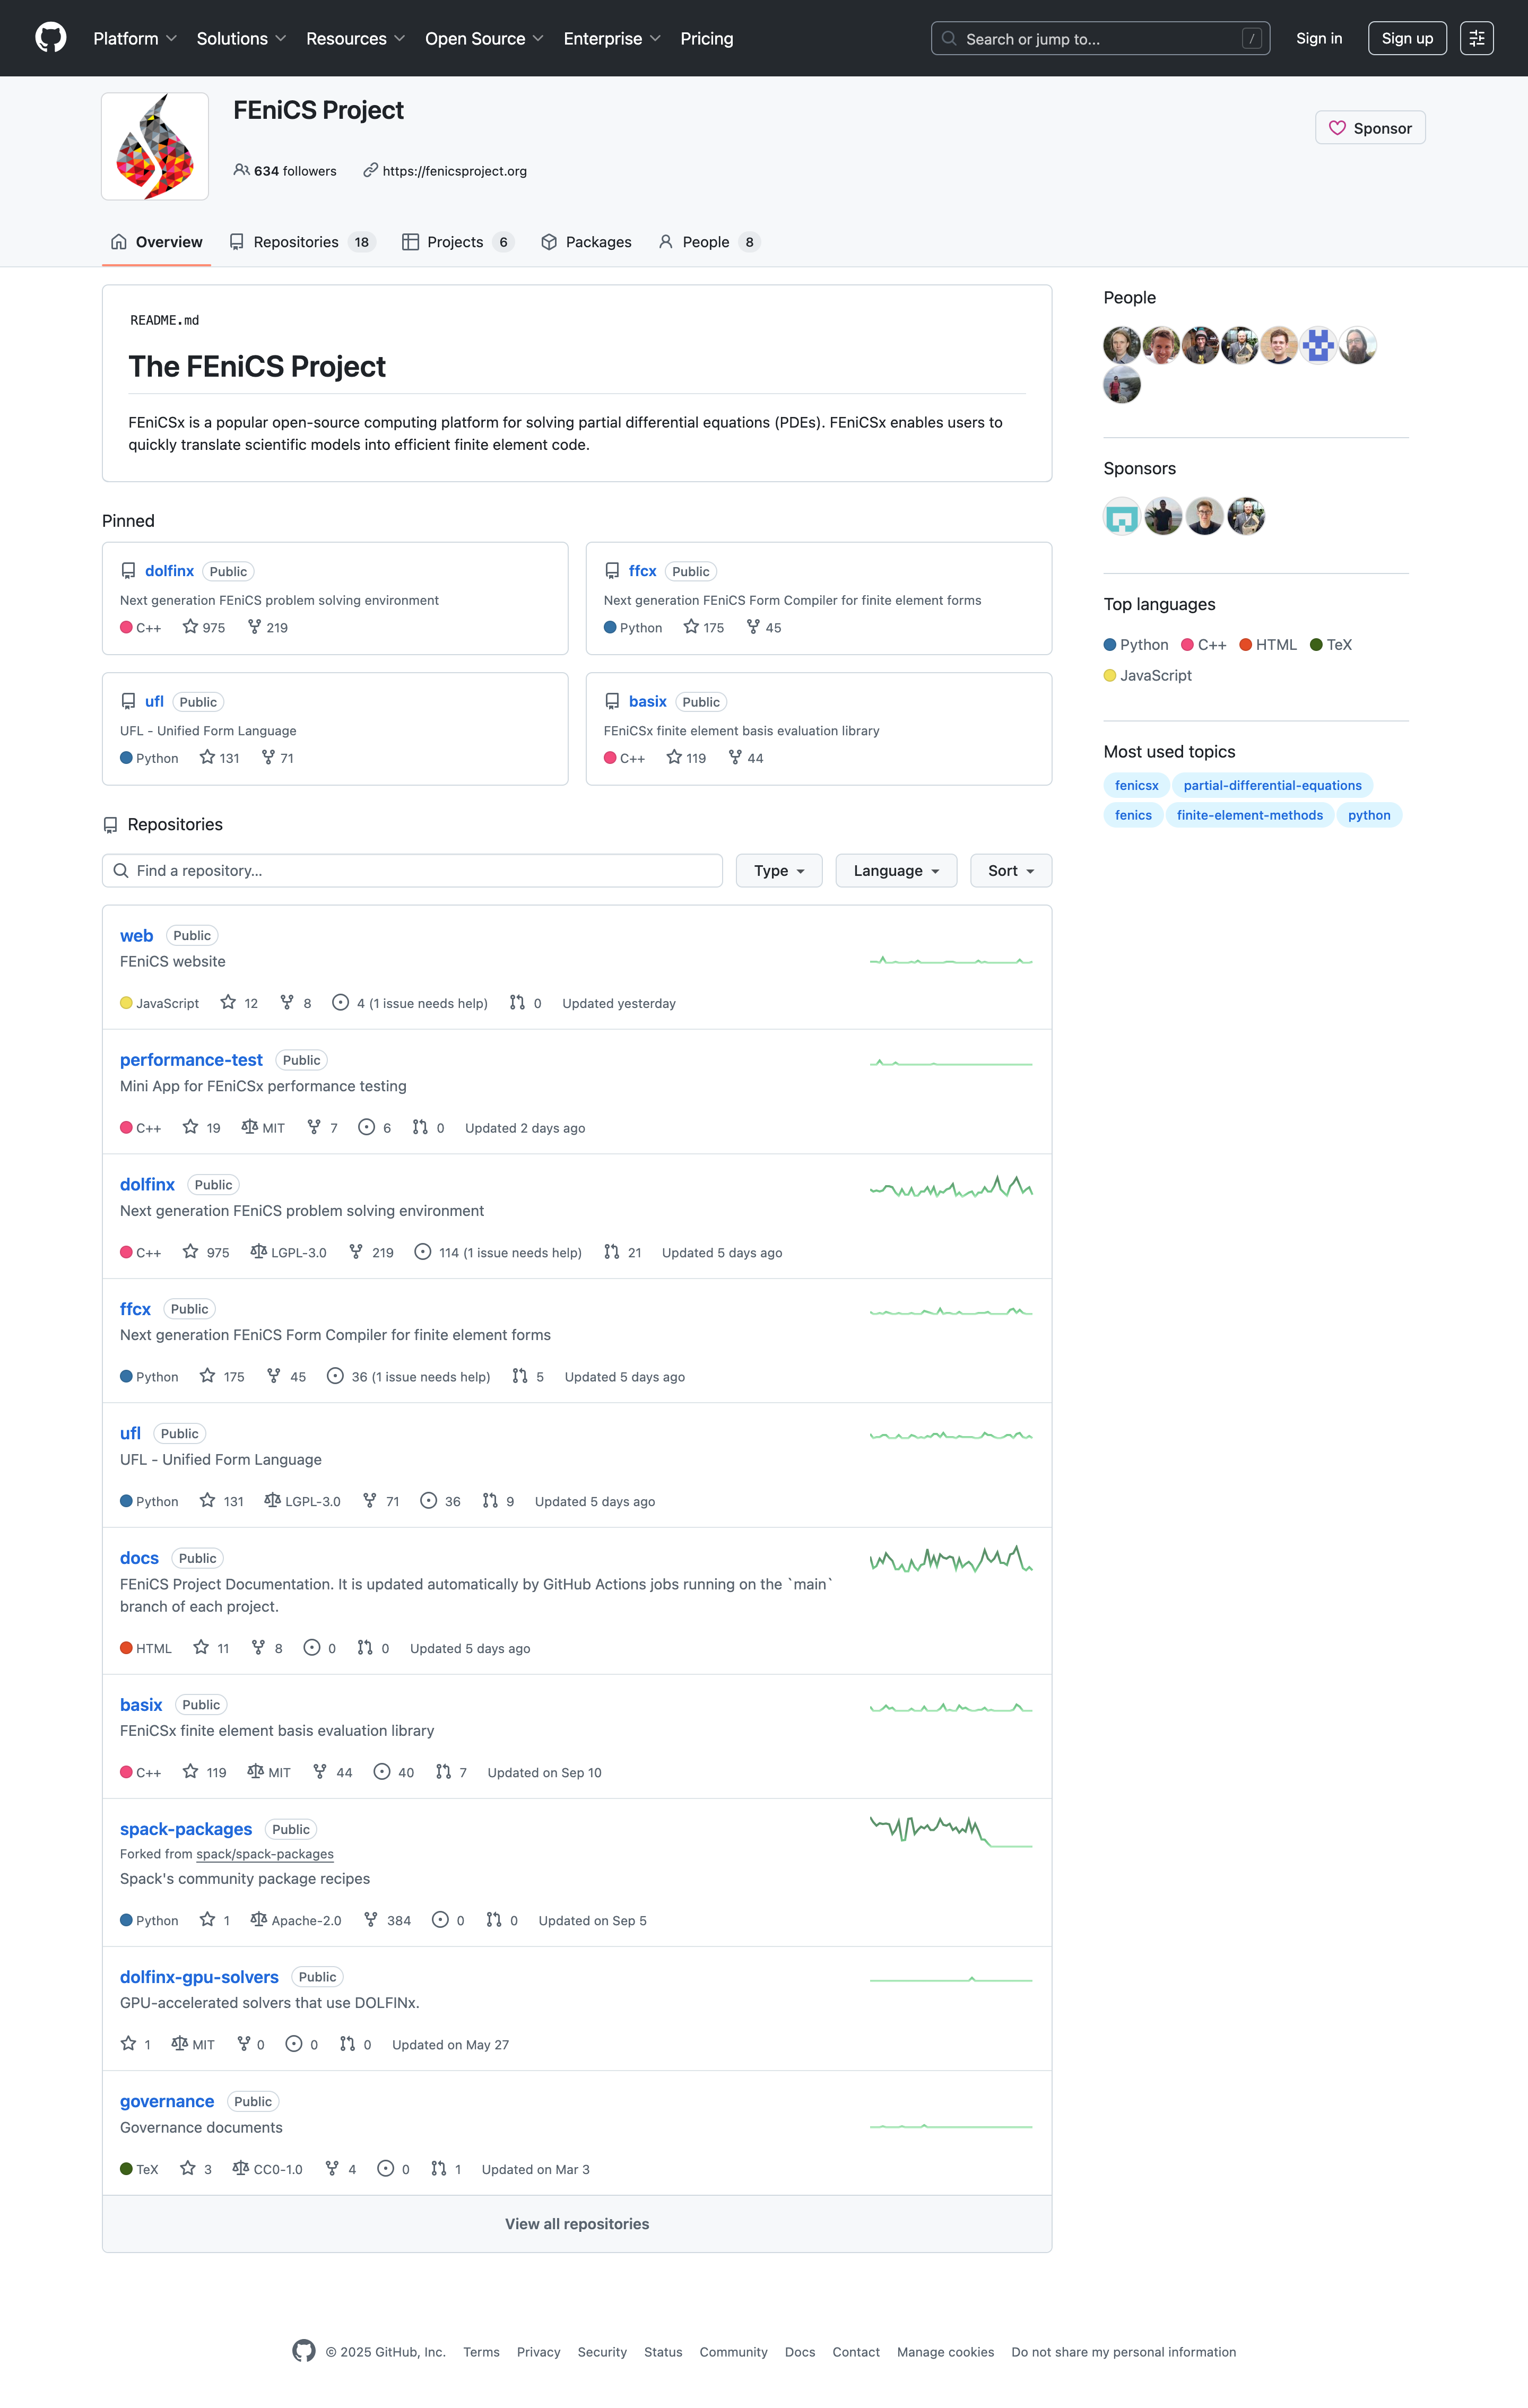 Platform Solutions Resources Open Source Enterprise Pricing Search or jump to... / Sign in Sign up
FEniCS Project
Sponsor
634 followers https://fenicsproject.org
Overview Repositories 18 Projects 6 Packages People 8
README.md
The FEniCS Project
FEniCSx is a popular open-source computing platform for solving partial differential equations (PDEs). FEniCSx enables users to
quickly translate scientific models into efficient finite element code.
Pinned
dolfinx Public
Next generation FEniCS problem solving environment
C++ 975 219
ffcx Public
Next generation FEniCS Form Compiler for finite element forms
Python 175 45
ufl Public
UFL - Unified Form Language
Python 131 71
basix Public
FEniCSx finite element basis evaluation library
C++ 119 44
Repositories
Find a repository... Type Language Sort
web Public
FEniCS website
JavaScript 12 8 4 (1 issue needs help) 0 Updated yesterday
performance-test Public
Mini App for FEniCSx performance testing
C++ 19 MIT 7 6 0 Updated 2 days ago
dolfinx Public
Next generation FEniCS problem solving environment
C++ 975 LGPL-3.0 219 114 (1 issue needs help) 21 Updated 5 days ago
ffcx Public
Next generation FEniCS Form Compiler for finite element forms
Python 175 45 36 (1 issue needs help) 5 Updated 5 days ago
ufl Public
UFL - Unified Form Language
Python 131 LGPL-3.0 71 36 9 Updated 5 days ago
docs Public
FEniCS Project Documentation. It is updated automatically by GitHub Actions jobs running on the `main`
branch of each project.
HTML 11 8 0 0 Updated 5 days ago
basix Public
FEniCSx finite element basis evaluation library
C++ 119 MIT 44 40 7 Updated on Sep 10
spack-packages Public
Forked from spack/spack-packages
Spack's community package recipes
Python 1 Apache-2.0 384 0 0 Updated on Sep 5
dolfinx-gpu-solvers Public
GPU-accelerated solvers that use DOLFINx.
1 MIT 0 0 0 Updated on May 27
governance Public
Governance documents
TeX 3 CC0-1.0 4 0 1 Updated on Mar 3
View all repositories
People
Sponsors
Top languages
Python C++ HTML TeX
JavaScript
Most used topics
fenicsx partial-differential-equations
fenics finite-element-methods python
© 2025 GitHub, Inc. Terms Privacy Security Status Community Docs Contact Manage cookies Do not share my personal information